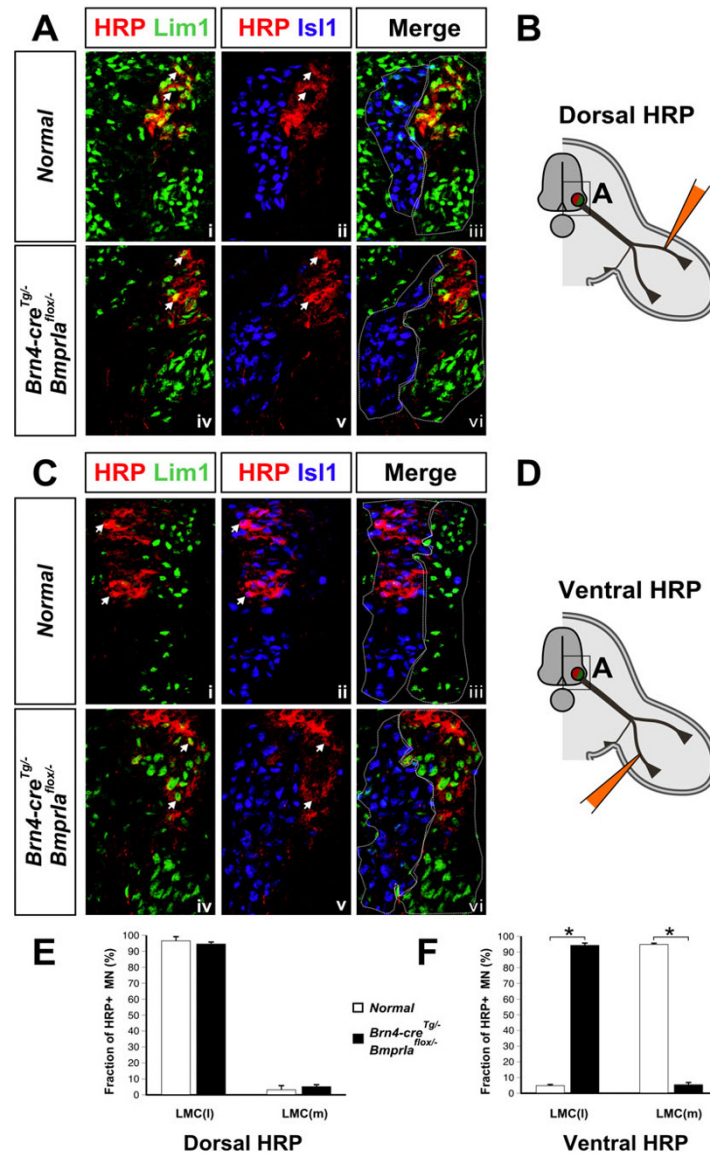 A
HRP Lim1
HRP Isl1
Merge
B
Normal
i
ii
iii
Dorsal HRP
A
Brn4-cre Tg/-
Bmprla flox/-
iv
v
vi
C
HRP Lim1
HRP Isl1
Merge
D
Normal
i
ii
iii
Ventral HRP
A
Brn4-cre Tg/-
Bmprla flox/-
iv
v
vi
E
Fraction of HRP+ MN (%)
100
90
80
70
60
50
40
30
20
10
0
LMC(l)
LMC(m)
Dorsal HRP
Normal
Brn4-cre Tg/-
Bmprla flox/-
F
Fraction of HRP+ MN (%)
100
90
80
70
60
50
40
30
20
10
0
*
*
LMC(l)
LMC(m)
Ventral HRP